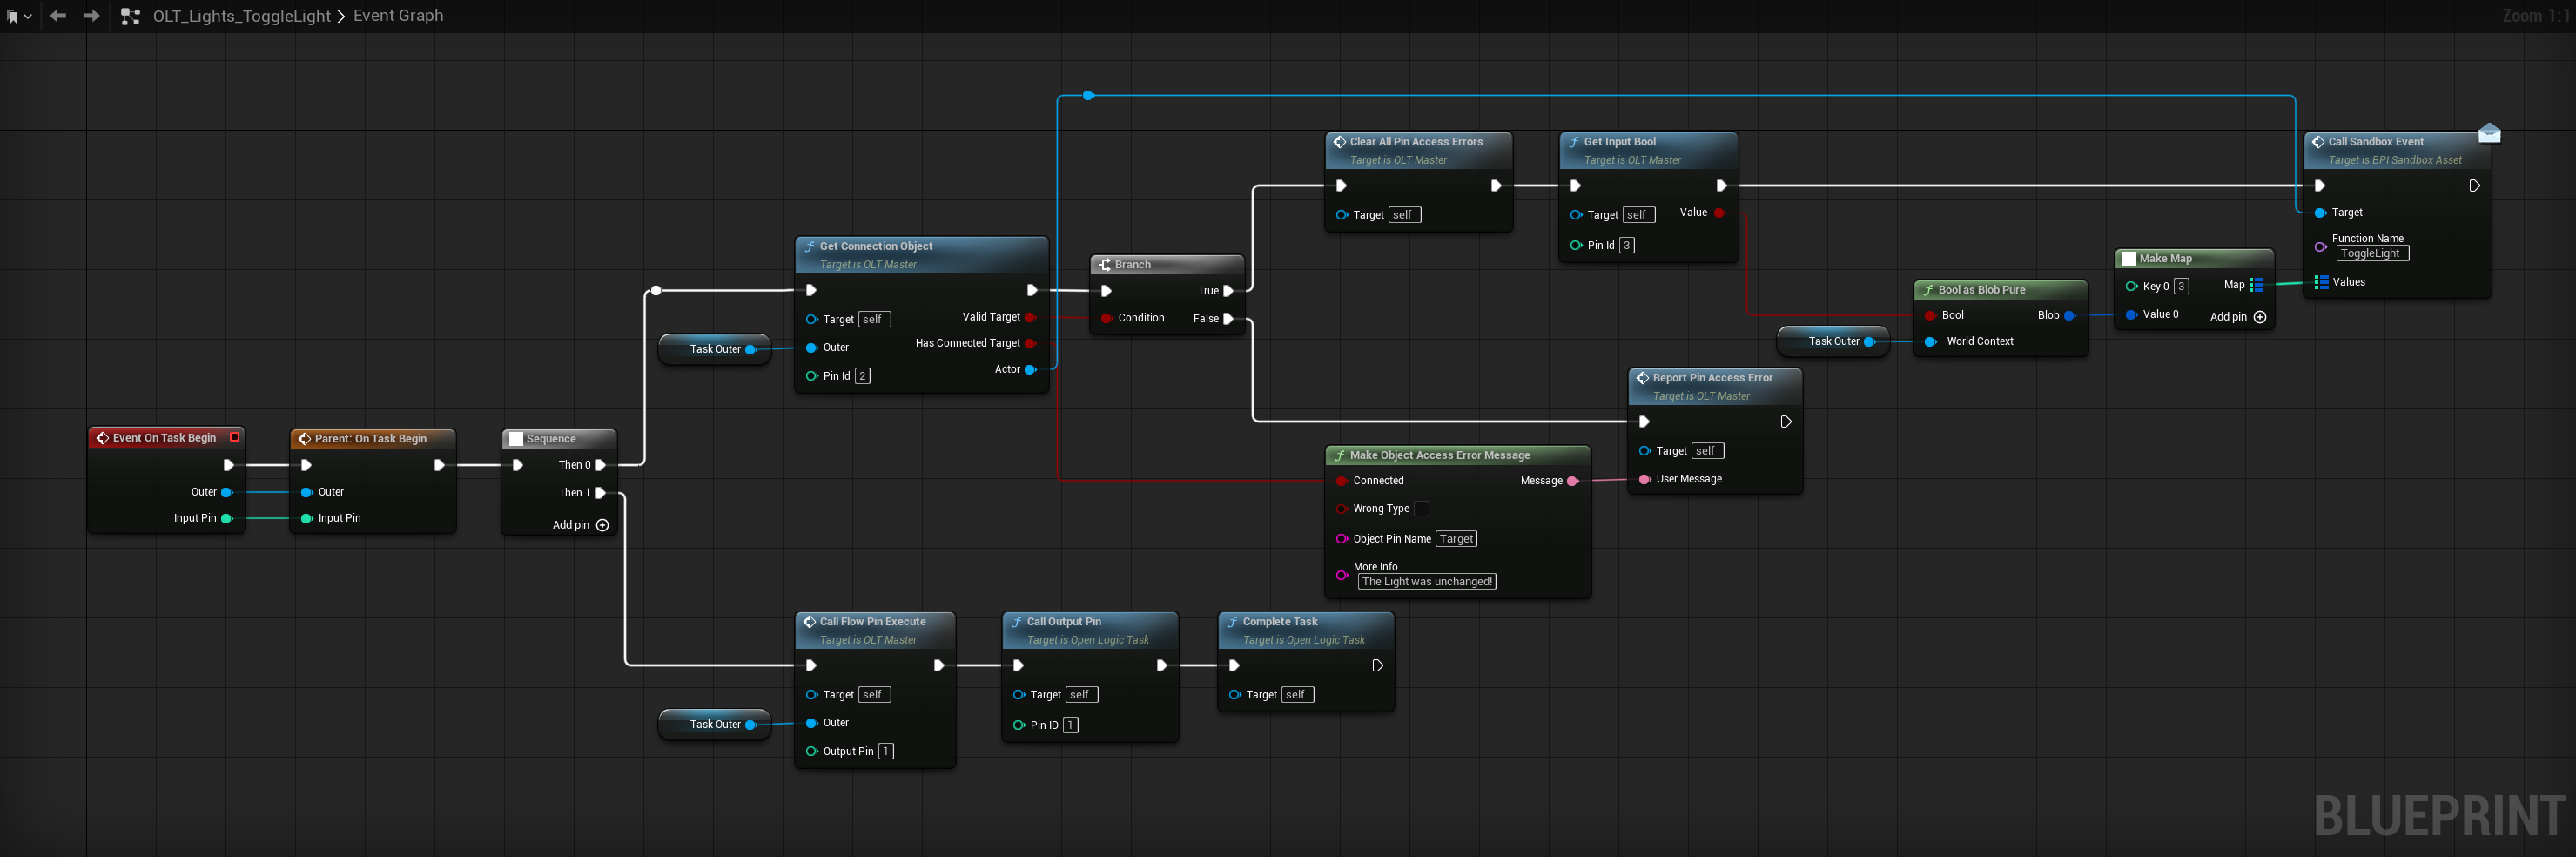 OLT_Lights_ToggleLight > Event Graph
Zoom 1:1
Clear All Pin Access Errors
Target is OLT Master
Target self
Get Input Bool
Target is OLT Master
Target self
Value
Pin Id 3
Call Sandbox Event
Target is BPI Sandbox Asset
Target
Function Name
ToggleLight
Values
Get Connection Object
Target is OLT Master
Target self
Valid Target
Outer
Has Connected Target
Actor
Pin Id 2
Task Outer
Branch
True
Condition
False
Make Map
Key 0 3
Map
Value 0
Add pin
Bool as Blob Pure
Bool
Blob
World Context
Task Outer
Report Pin Access Error
Target is OLT Master
Target self
User Message
Event On Task Begin
Outer
Input Pin
Parent: On Task Begin
Outer
Input Pin
Sequence
Then 0
Then 1
Add pin
Make Object Access Error Message
Connected
Message
Wrong Type
Object Pin Name Target
More Info
The Light was unchanged!
Call Flow Pin Execute
Target is OLT Master
Target self
Outer
Output Pin 1
Task Outer
Call Output Pin
Target is Open Logic Task
Target self
Pin ID 1
Complete Task
Target is Open Logic Task
Target self
BLUEPRINT